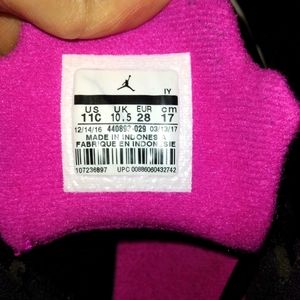 IY
US UK EUR cm
11C 10.5 28 17
12/14/16 440892-029 03/13/17
MADE IN INDONESIA
FABRIQUE EN INDONESIE
107236897 UPC 00886060432742